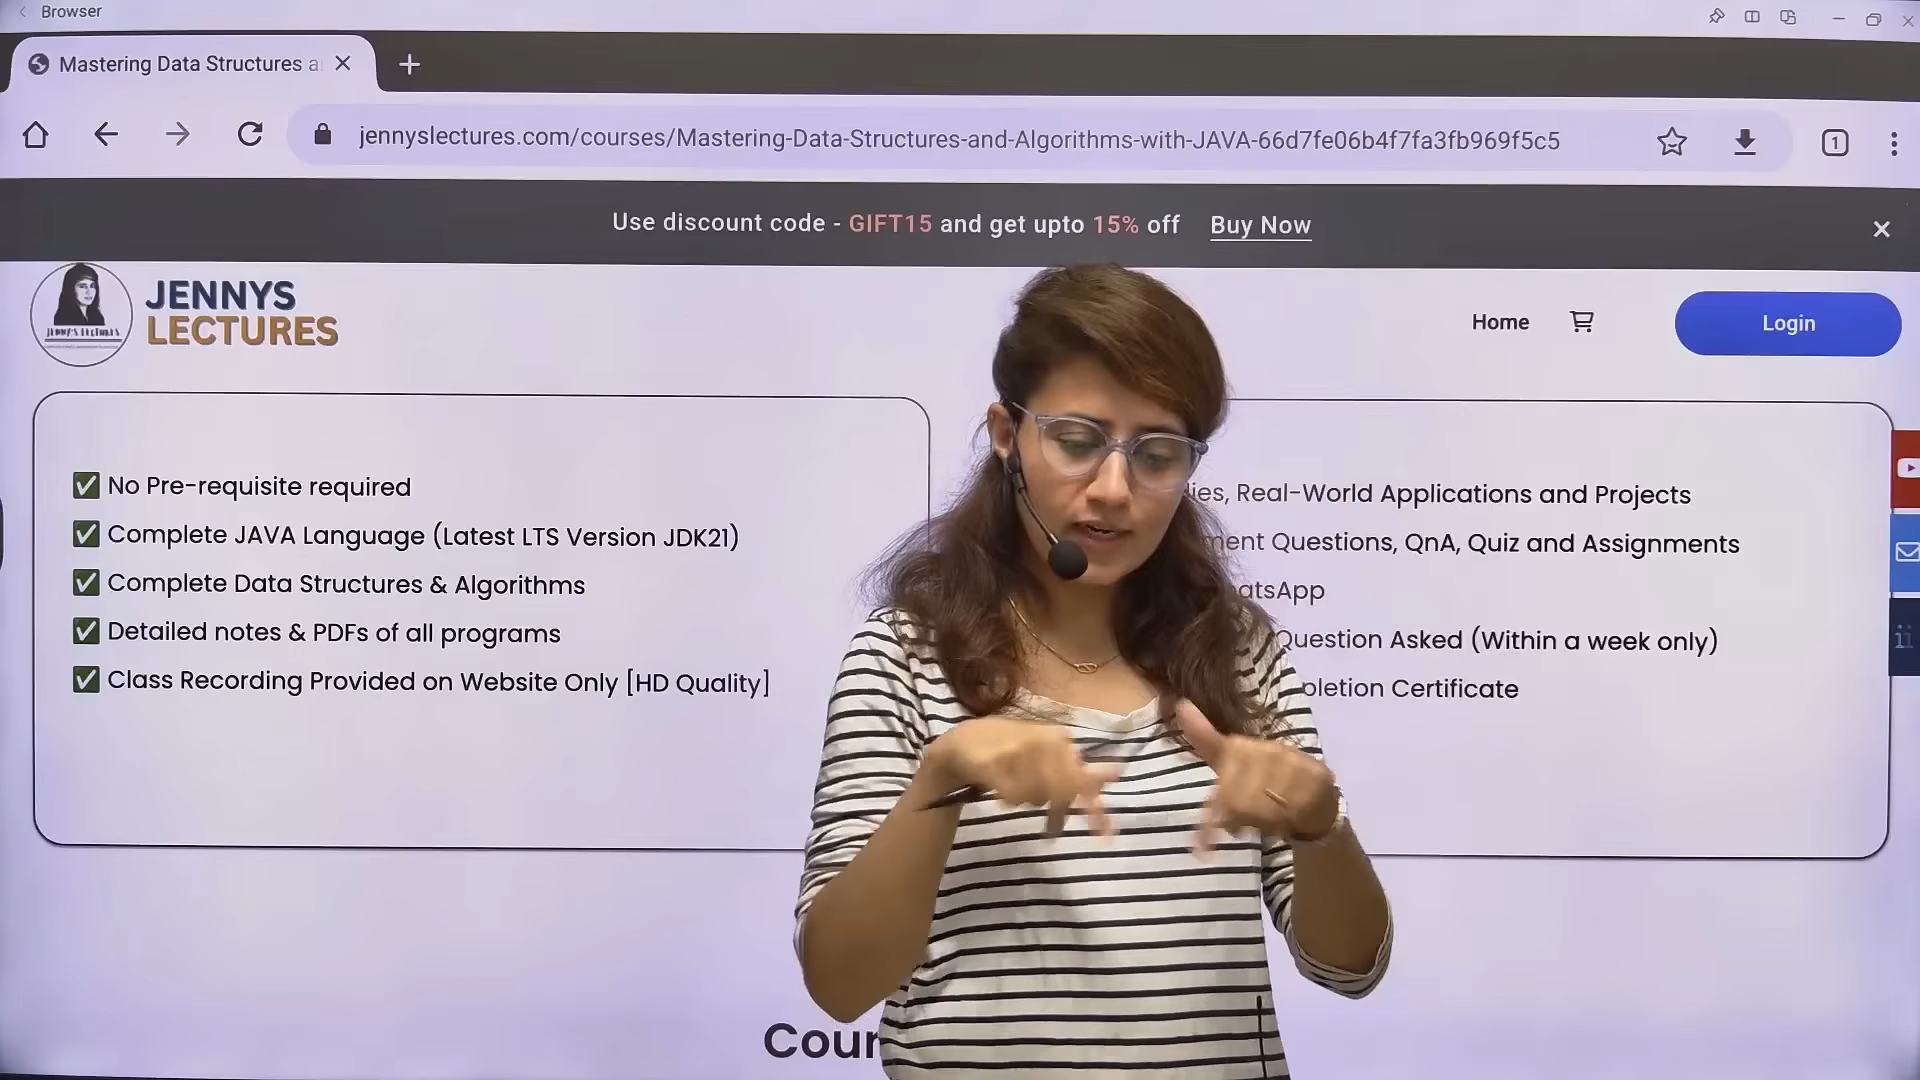 Browser
Mastering Data Structures a
jennyslectures.com/courses/Mastering-Data-Structures-and-Algorithms-with-JAVA-66d7fe06b4f7fa3fb969f5c5
1
Use discount code - GIFT15 and get upto 15% off Buy Now
JENNY'S LECTURES
JENNYS
LECTURES
Home
Login
No Pre-requisite required
Complete JAVA Language (Latest LTS Version JDK21)
Complete Data Structures & Algorithms
Detailed notes & PDFs of all programs
Class Recording Provided on Website Only [HD Quality]
ies, Real-World Applications and Projects
ment Questions, QnA, Quiz and Assignments
atsApp
Question Asked (Within a week only)
pletion Certificate
Cour